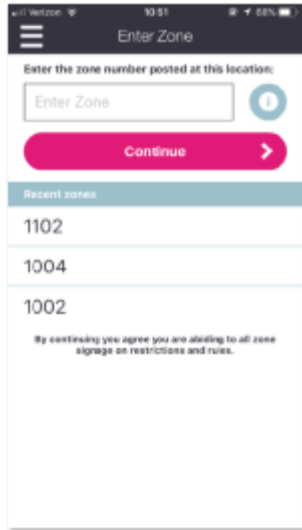 Verizon 10:51 68%
Enter Zone
Enter the zone number posted at this location:
Enter Zone
i
Continue
Recent zones
1102
1004
1002
By continuing you agree you are abiding to all zone
signage on restrictions and rules.